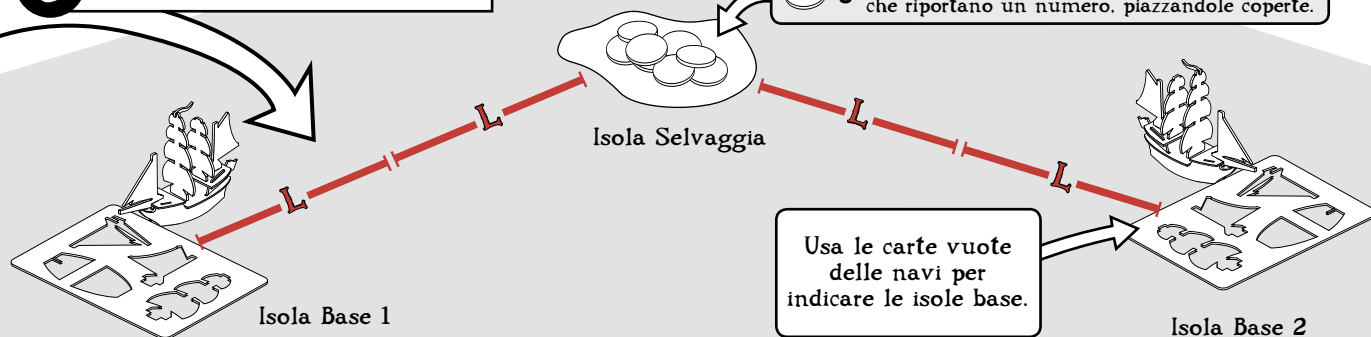 che riportano un numero, piazzandole coperte.
L
L
Isola Selvaggia
L
L
Usa le carte vuote
delle navi per
indicare le isole base.
Isola Base 1
Isola Base 2